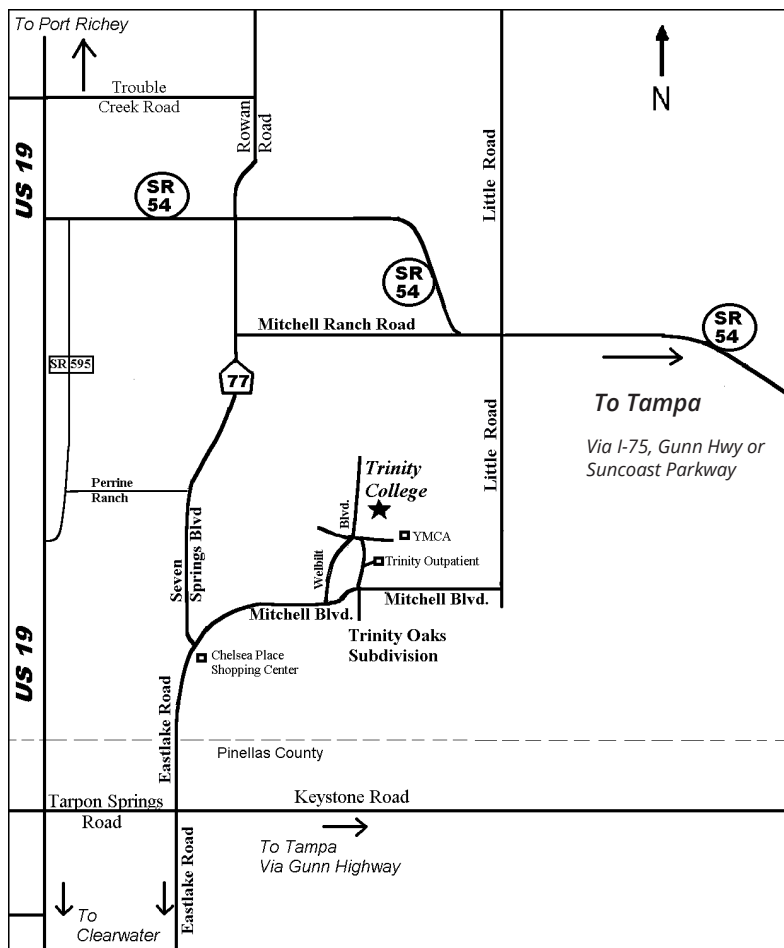 To Port Richey
Trouble
Creek Road
Rowan
Road
N
US 19
SR
54
Little Road
SR
54
Mitchell Ranch Road
SR
54
SR 595
77
To Tampa
Via I-75, Gunn Hwy or
Suncoast Parkway
Little Road
Perrine
Ranch
Trinity
College
Blvd.
YMCA
Seven
Springs Blvd
Welbilt
Trinity Outpatient
Mitchell Blvd.
Mitchell Blvd.
Trinity Oaks
Subdivision
US 19
Chelsea Place
Shopping Center
Eastlake Road
Pinellas County
Tarpon Springs
Road
Keystone Road
To Tampa
Via Gunn Highway
Eastlake Road
To
Clearwater